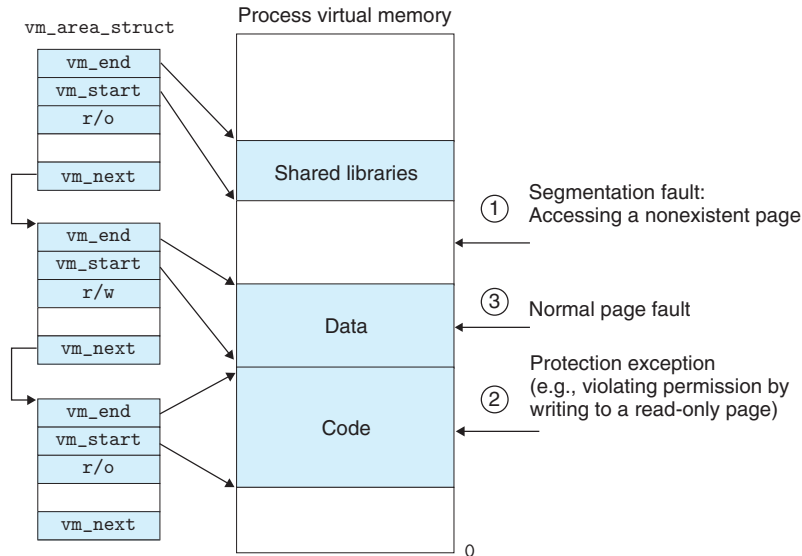 Process virtual memory
vm_area_struct
vm_end
vm_start
r/o
vm_next
Shared libraries
1
Segmentation fault:
Accessing a nonexistent page
vm_end
vm_start
r/w
vm_next
Data
3
Normal page fault
Protection exception
(e.g., violating permission by
writing to a read-only page)
2
vm_end
vm_start
r/o
vm_next
Code
0